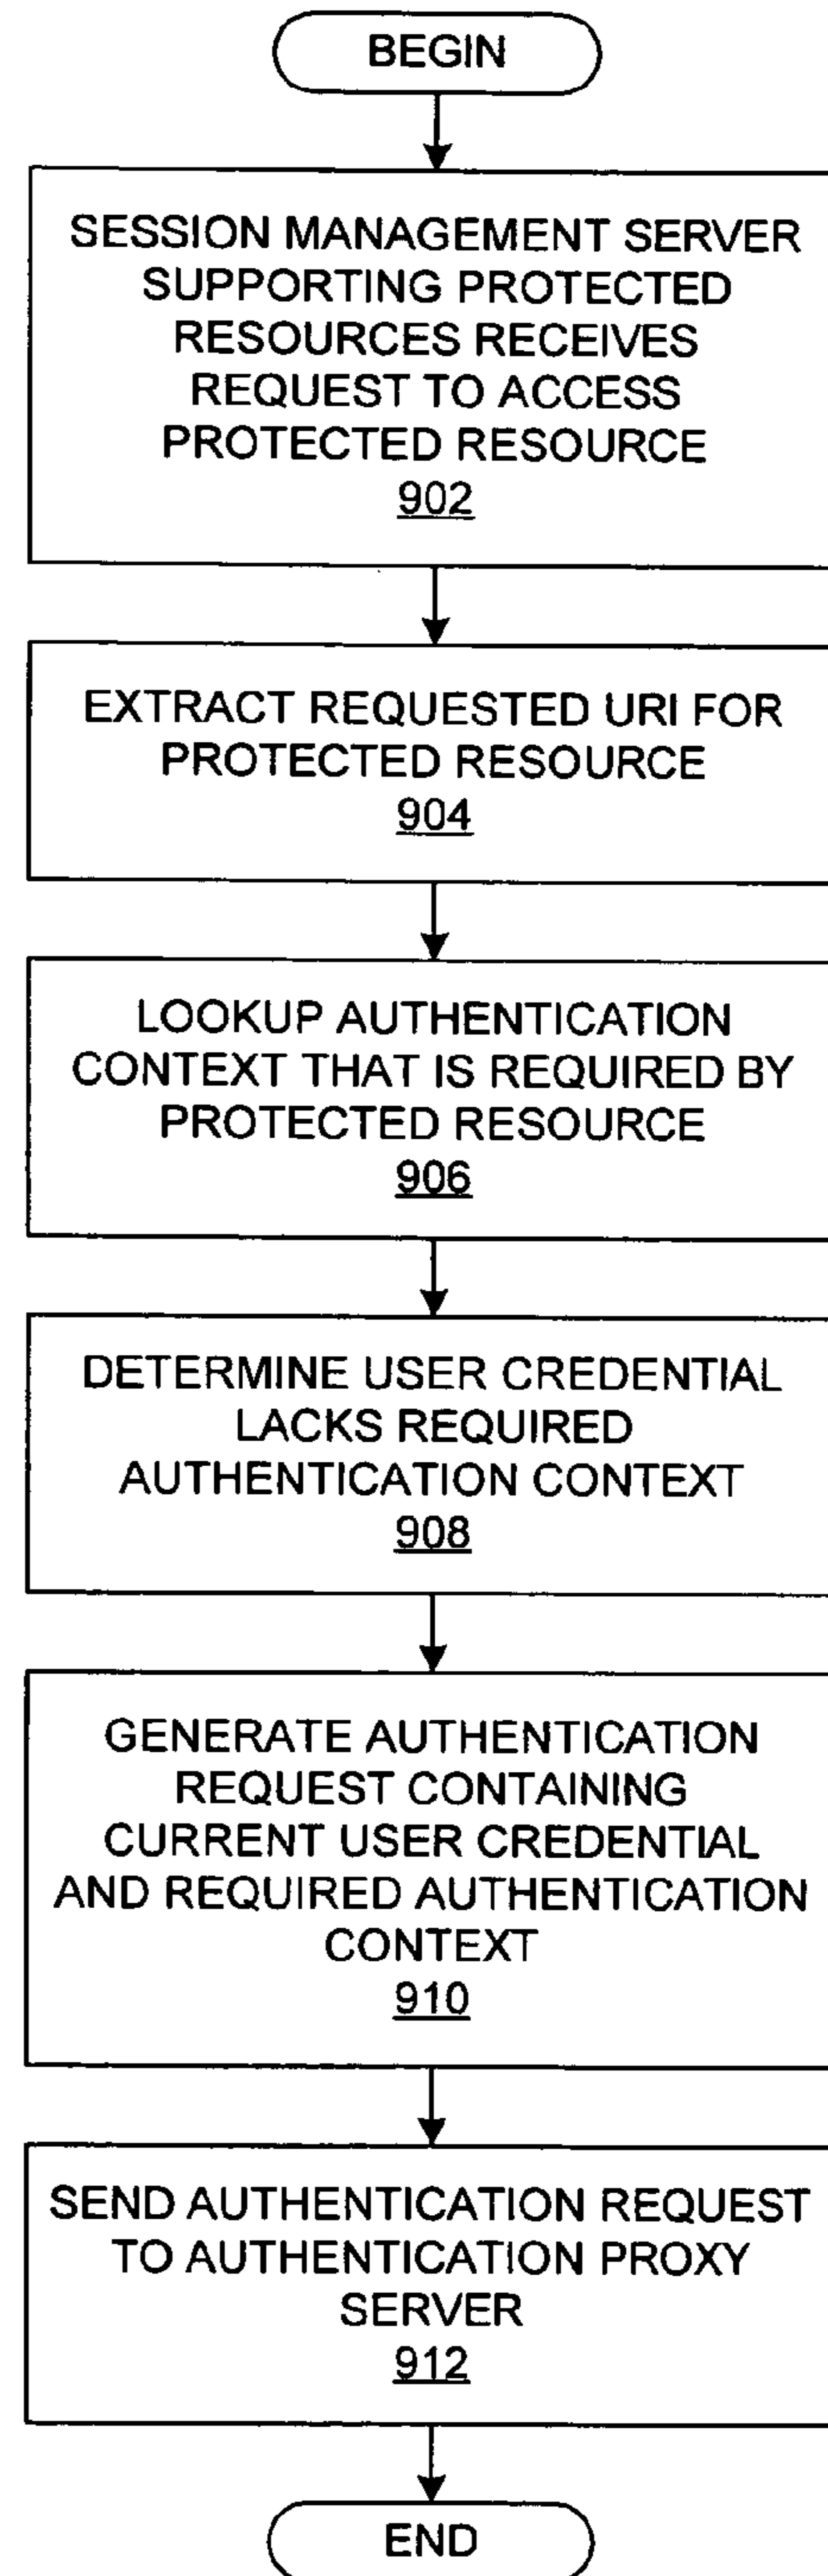 BEGIN
SESSION MANAGEMENT SERVER
SUPPORTING PROTECTED
RESOURCES RECEIVES
REQUEST TO ACCESS
PROTECTED RESOURCE
902
EXTRACT REQUESTED URI FOR
PROTECTED RESOURCE
904
LOOKUP AUTHENTICATION
CONTEXT THAT IS REQUIRED BY
PROTECTED RESOURCE
906
DETERMINE USER CREDENTIAL
LACKS REQUIRED
AUTHENTICATION CONTEXT
908
GENERATE AUTHENTICATION
REQUEST CONTAINING
CURRENT USER CREDENTIAL
AND REQUIRED AUTHENTICATION
CONTEXT
910
SEND AUTHENTICATION REQUEST
TO AUTHENTICATION PROXY
SERVER
912
END